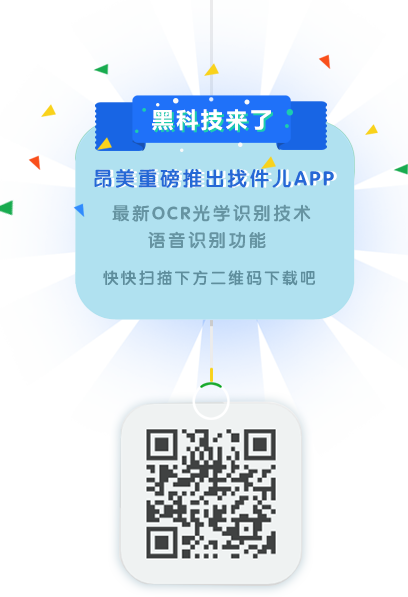 黑科技来了
昂美重磅推出找件儿APP
最新OCR光学识别技术
语音识别功能
快快扫描下方二维码下载吧